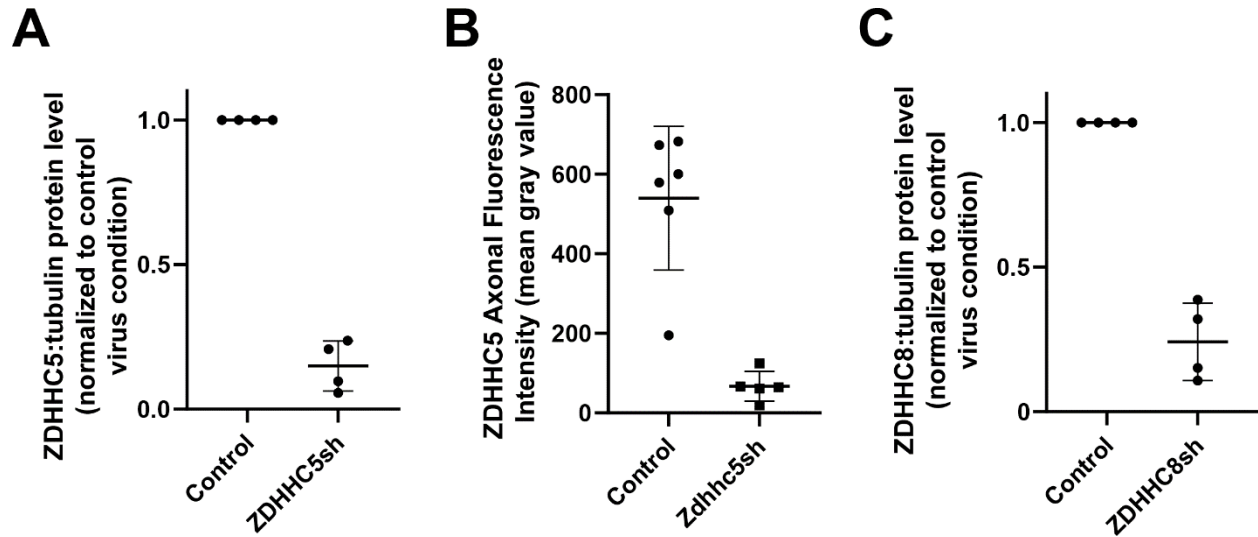 A
ZDHHC5:tubulin protein level
(normalized to control
virus condition)
1.0
0.5
0.0
Control
ZDHHC5sh
B
ZDHHC5 Axonal Fluorescence
Intensity (mean gray value)
800
600
400
200
0
Control
Zdhhc5sh
C
ZDHHC8:tubulin protein level
(normalized to control
virus condition)
1.0
0.5
0
Control
ZDHHC8sh